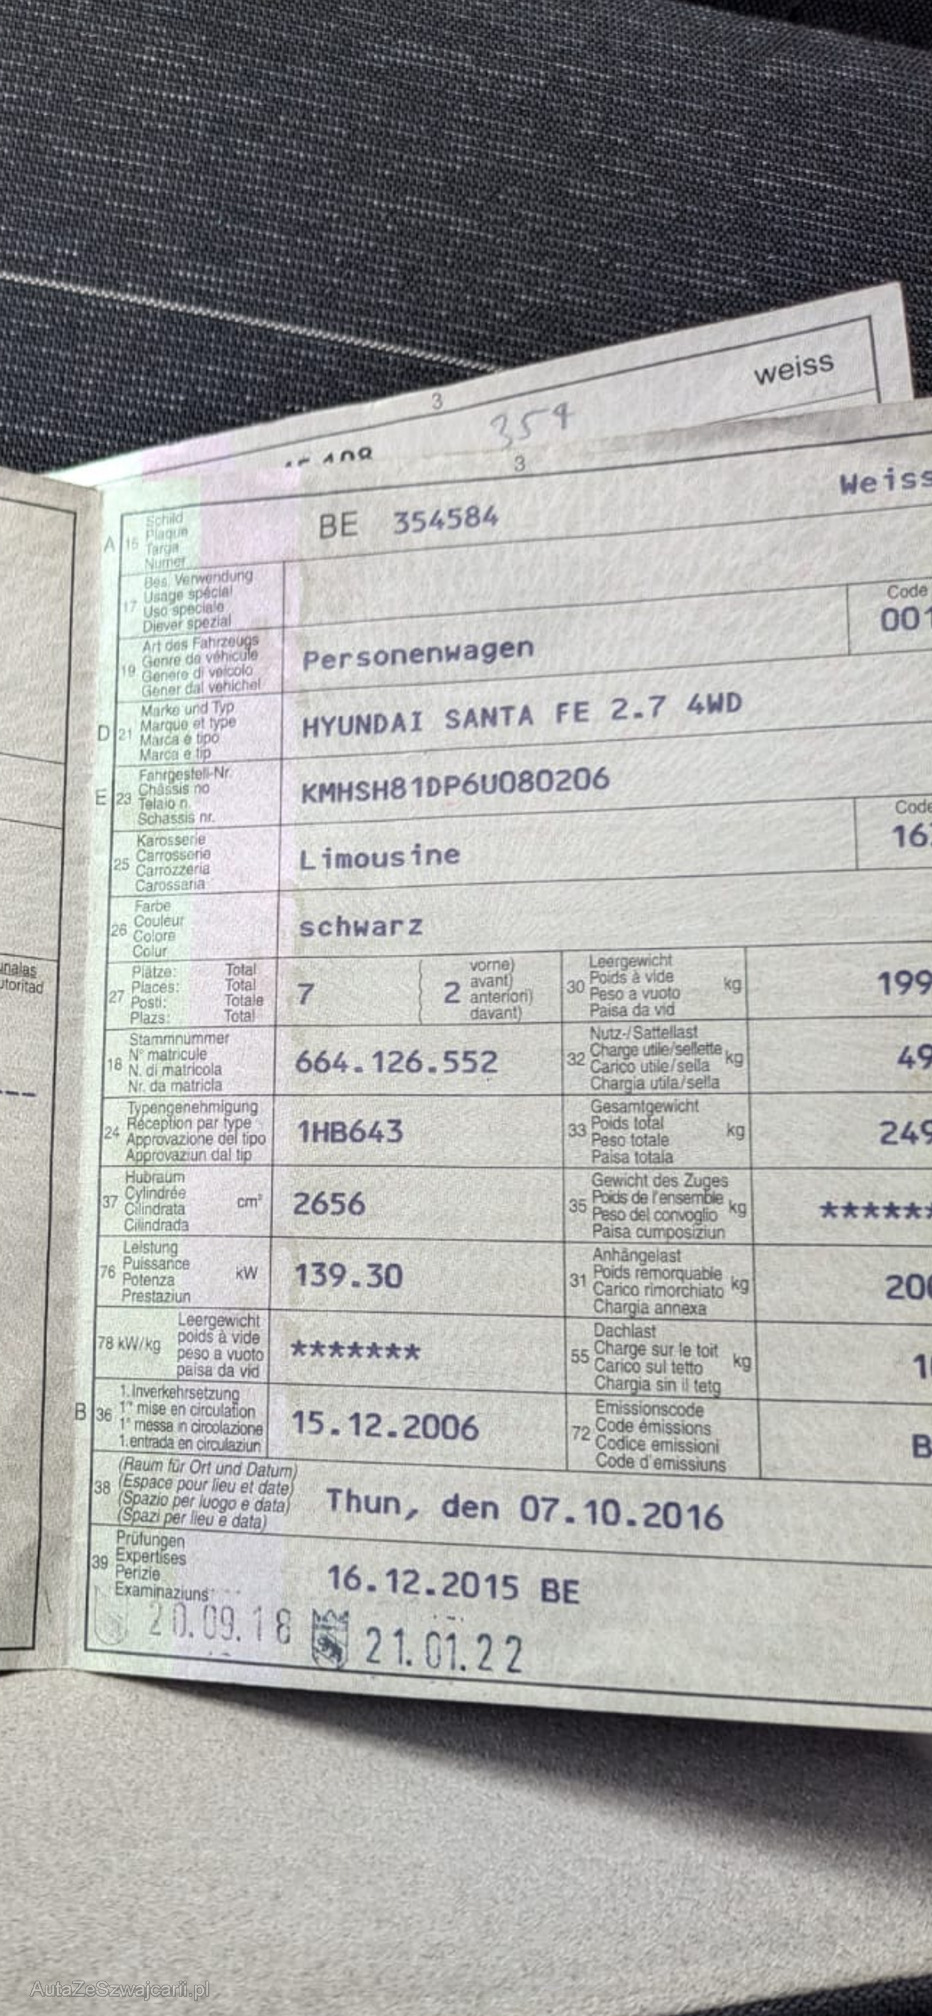 3
weiss
354
3
BE 354584
Weiss
A 15 Schild
Plaque
Targa
Numer
17 Bes. Verwendung
Usage spécial
Uso speciale
Diever spezial
19 Art des Fahrzeugs
Genre de véhicule
Genere di veicolo
Gener dal vehichel
Personenwagen
Code
001
D 21 Marke und Typ
Marque et type
Marca e tipo
Marca e tip
HYUNDAI SANTA FE 2.7 4WD
E 23 Fahrgestell-Nr.
Châssis no
Telaio n.
Schassis nr.
KMHSH81DP6U080206
25 Karosserie
Carrosserie
Carrozzeria
Carossaria
Limousine
Code
16
26 Farbe
Couleur
Colore
Colur
schwarz
27 Plätze: Total
Places: Total
Posti: Totale
Plazs: Total
7
2
vorne)
avant)
anteriori)
davant)
30 Leergewicht
Poids à vide kg
Peso a vuoto
Paisa da vid
199
18 Stammnummer
N° matricule
N. di matricola
Nr. da matricla
664.126.552
32 Nutz-/Sattellast
Charge utile/sellette kg
Carico utile/sella
Chargia utila/sella
49
24 Typengenehmigung
Réception par type
Approvazione del tipo
Approvaziun dal tip
1HB643
33 Gesamtgewicht
Poids total kg
Peso totale
Paisa totala
249
37 Hubraum
Cylindrée cm³
Cilindrata
Cilindrada
2656
35 Gewicht des Zuges
Poids de l'ensemble kg
Peso del convoglio
Paisa cumposiziun
******
76 Leistung
Puissance kW
Potenza
Prestaziun
139.30
31 Anhängelast
Poids remorquable kg
Carico rimorchiato
Chargia annexa
200
78 kW/kg Leergewicht
poids à vide
peso a vuoto
paisa da vid
*******
55 Dachlast
Charge sur le toit kg
Carico sul tetto
Chargia sin il tetg
1
B 36 1. Inverkehrsetzung
1re mise en circulation
1a messa in circolazione
1. entrada en circulaziun
15.12.2006
72 Emissionscode
Code émissions
Codice emissioni
Code d'emissiuns
B
38 (Raum für Ort und Datum)
(Espace pour lieu et date)
(Spazio per luogo e data)
(Spazi per lieu e data)
Thun, den 07.10.2016
39 Prüfungen
Expertises
Perizie
Examinaziuns
16.12.2015 BE
20.09.18 21.01.22
AutaZeSzwajcarii.pl